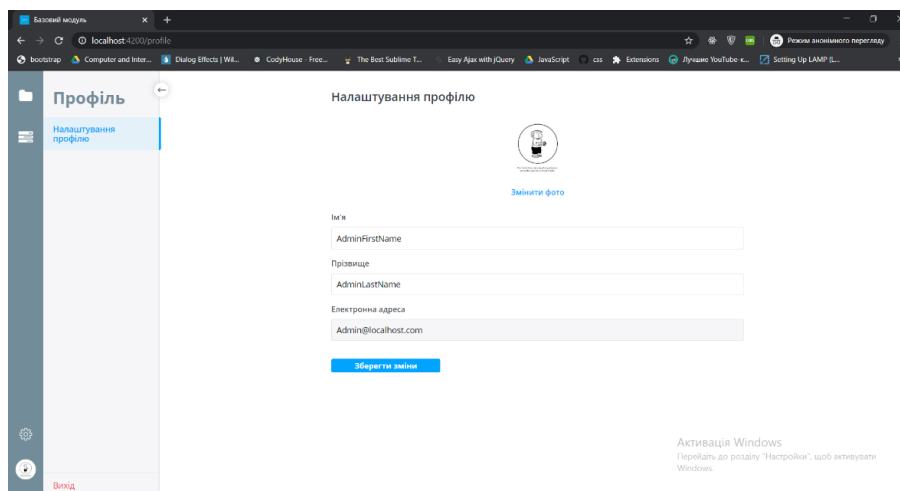 Базовий модуль
localhost:4200/profile
Режим анонімного перегляду
bootstrap
Computer and Inter...
Dialog Effects | Wil...
CodyHouse - Free...
The Best Sublime T...
Easy Ajax with jQuery
JavaScript
css
Extensions
Лучшие YouTube-к...
Setting Up LAMP (L...
Профіль
Налаштування
профілю
Вихід
Налаштування профілю
Змінити фото
Ім'я
AdminFirstName
Прізвище
AdminLastName
Електронна адреса
Admin@localhost.com
Зберегти зміни
Активація Windows
Перейдіть до розділу "Настройки", щоб активувати
Windows.